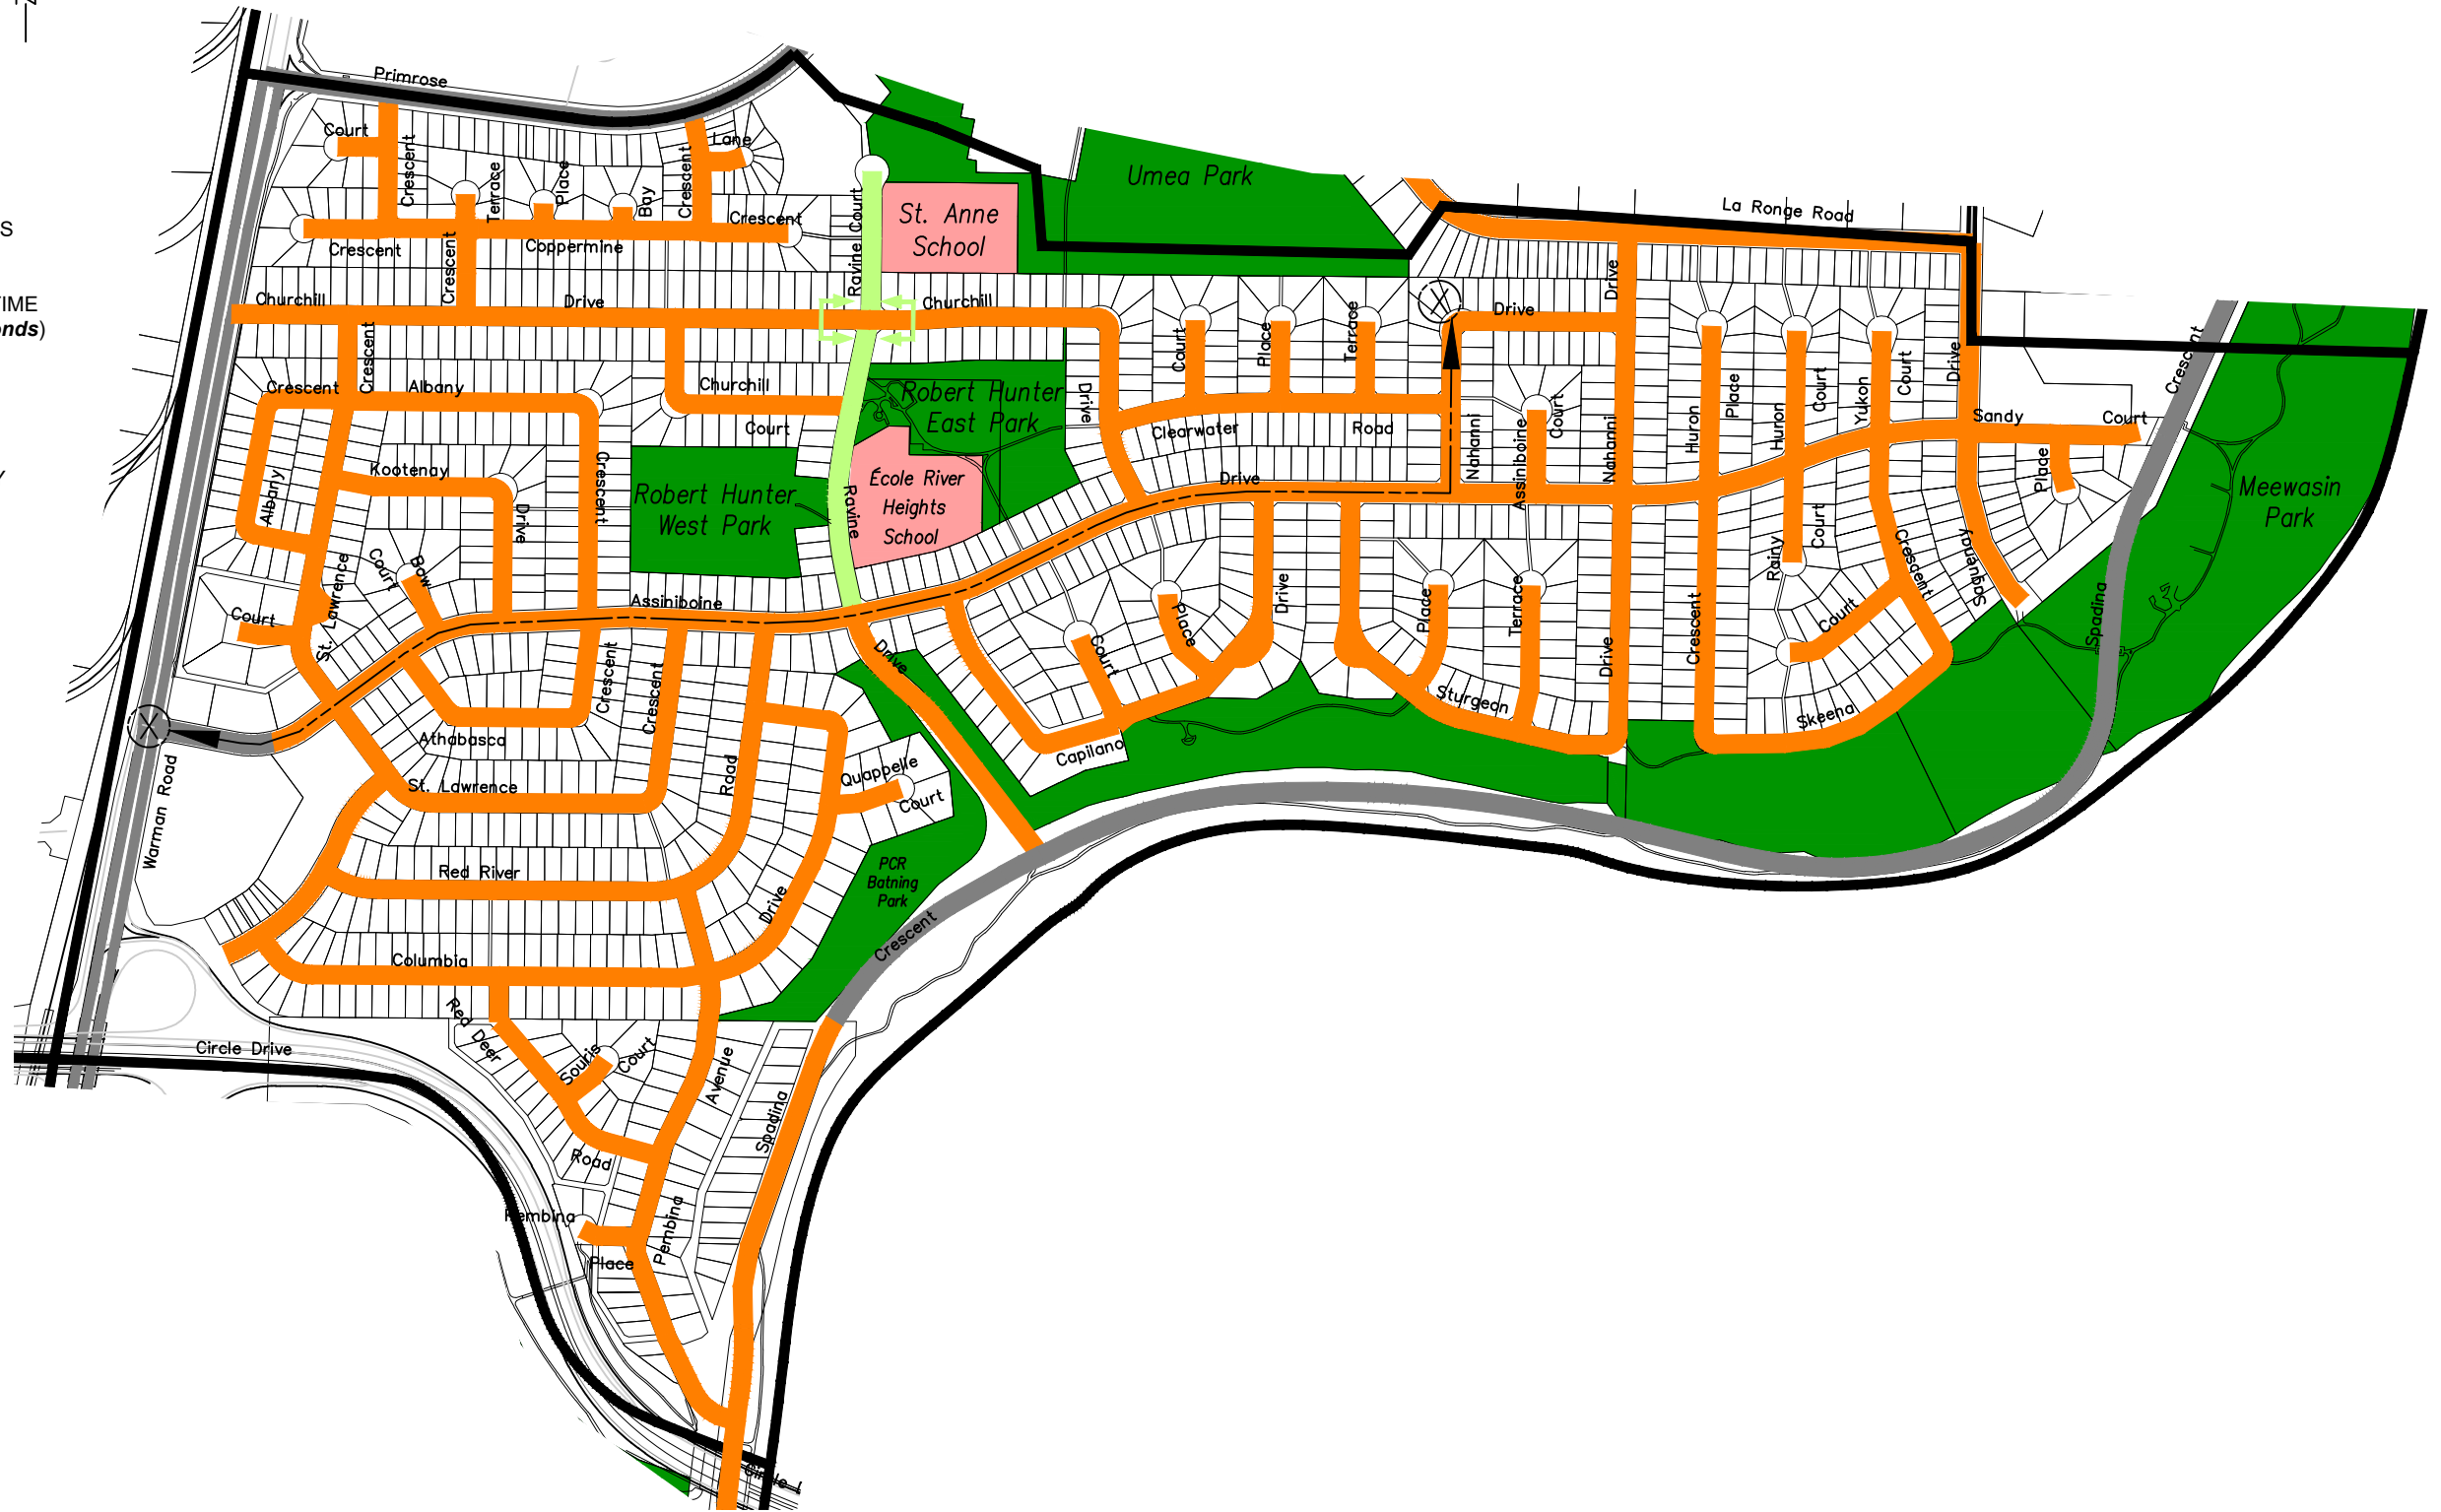 S
TIME
onds)
Y
Primrose
Court
Crescent
Terrace
Place
Bay
Crescent
Lane
Crescent
Crescent
Coppermine
Crescent
Ravine Court
St. Anne
School
Umea Park
La Ronge Road
Churchill
Drive
Churchill
Drive
Drive
Crescent
Crescent
Albany
Churchill
Court
Robert Hunter
East Park
Drive
Court
Place
Terrace
Clearwater
Road
Nahanni
Assiniboine
Court
Nahanni
Huron
Place
Huron
Court
Yukon
Court
Drive
Sandy
Court
Place
Crescent
Meewasin
Park
Albany
Kootenay
Drive
Crescent
Robert Hunter
West Park
Ravine
École River
Heights
School
Drive
Court
Bow
St. Lawrence
Court
Assiniboine
Drive
Place
Court
Drive
Place
Terrace
Drive
Crescent
Rainy
Court
Court
Crescent
Saguenay
Spadina
Crescent
Crescent
Athabasca
St. Lawrence
Road
Quappelle
Court
Capilano
Sturgeon
Skeena
Warman Road
Red River
Drive
PCR
Batning
Park
Crescent
Columbia
Circle Drive
Red Deer
Souris
Court
Avenue
Spadina
Road
Pembina
Place
Pembina